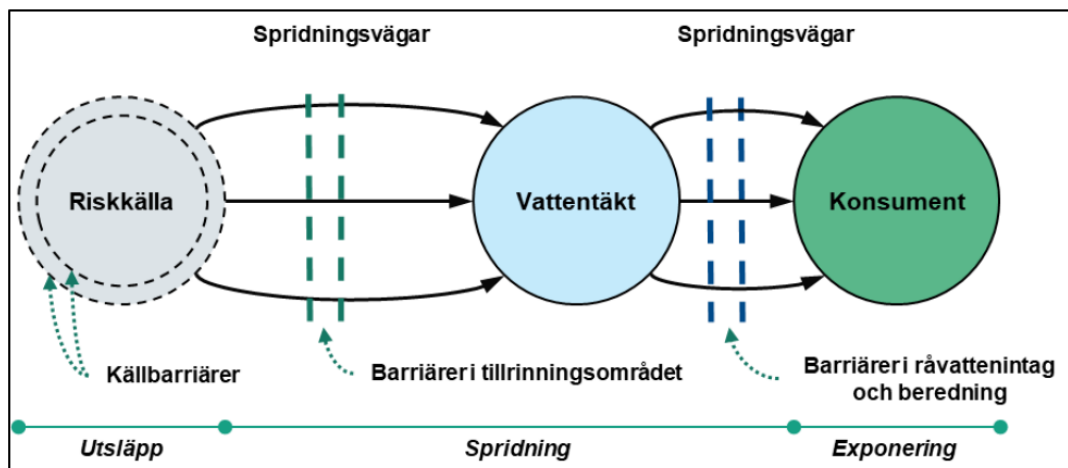 Spridningsvägar
Spridningsvägar
Riskkälla
Vattentäkt
Konsument
Källbarriärer
Barriärer i tillrinningsområdet
Barriärer i råvattenintag
och beredning
Utsläpp
Spridning
Exponering